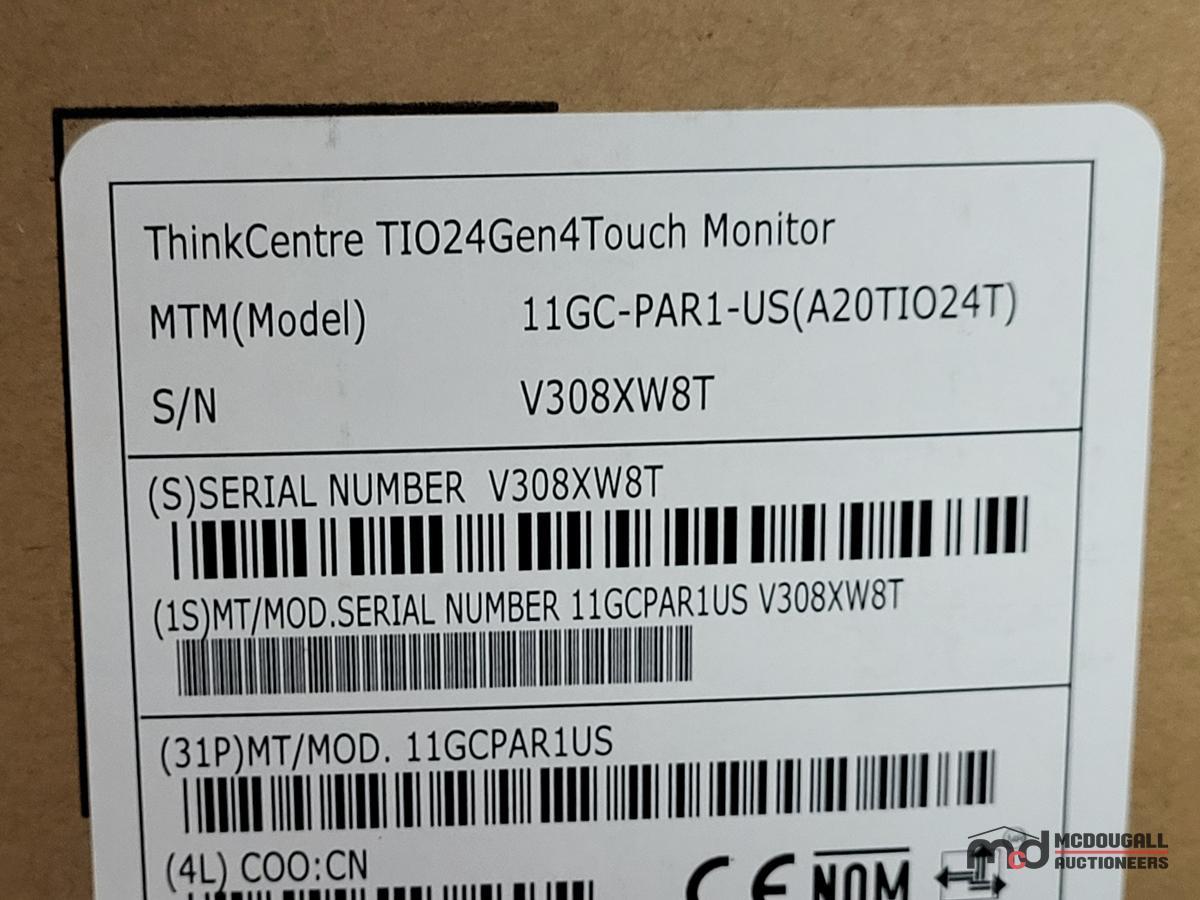 ThinkCentre TIO24Gen4Touch Monitor
MTM(Model) 11GC-PAR1-US(A20TIO24T)
S/N V308XW8T
(S)SERIAL NUMBER V308XW8T
(1S)MT/MOD.SERIAL NUMBER 11GCPAR1US V308XW8T
(31P)MT/MOD. 11GCPAR1US
(4L) COO:CN
CE NOM
mcd MCDOUGALL
AUCTIONEERS